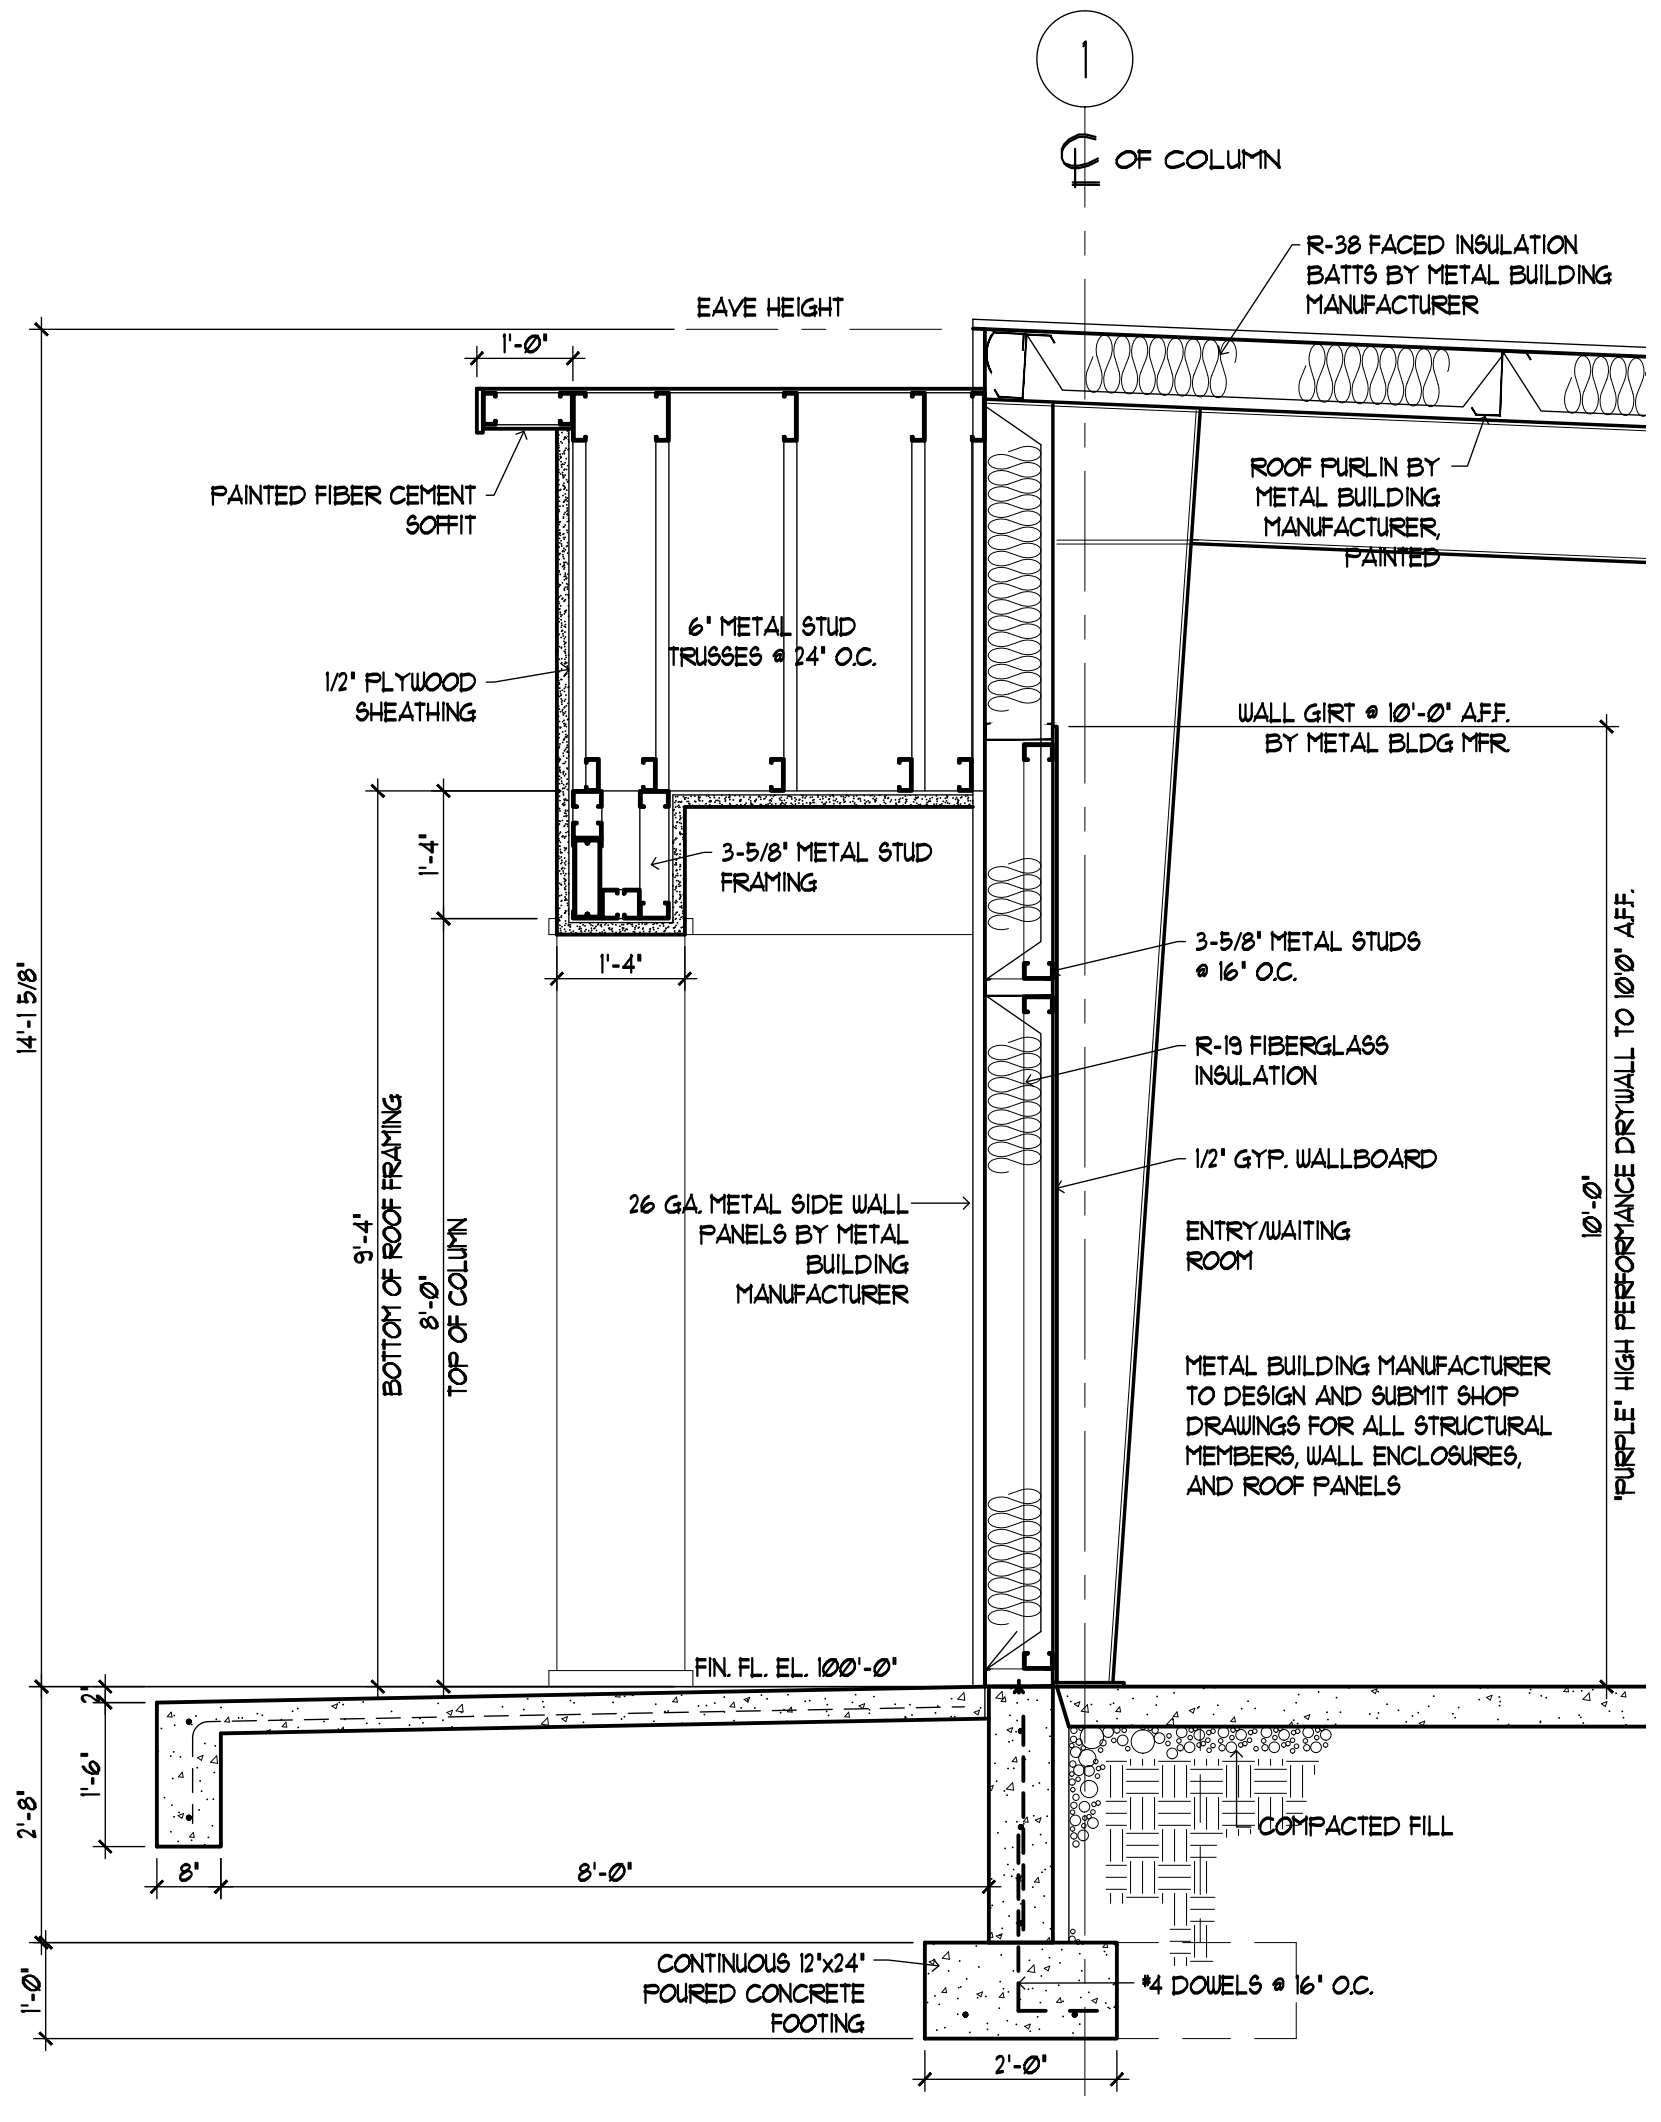 1
CL OF COLUMN
R-38 FACED INSULATION
BATTS BY METAL BUILDING
MANUFACTURER
EAVE HEIGHT
1'-0"
PAINTED FIBER CEMENT
SOFFIT
ROOF PURLIN BY
METAL BUILDING
MANUFACTURER,
PAINTED
6" METAL STUD
TRUSSES @ 24" O.C.
1/2" PLYWOOD
SHEATHING
WALL GIRT @ 10'-0" A.F.F.
BY METAL BLDG MFR.
1'-4"
3-5/8" METAL STUD
FRAMING
3-5/8" METAL STUDS
@ 16" O.C.
1'-4"
14'-1 5/8"
R-19 FIBERGLASS
INSULATION
1/2" GYP. WALLBOARD
26 GA. METAL SIDE WALL
PANELS BY METAL
BUILDING
MANUFACTURER
9'-4"
BOTTOM OF ROOF FRAMING
8'-0"
TOP OF COLUMN
ENTRY/WAITING
ROOM
10'-0"
"PURPLE" HIGH PERFORMANCE DRYWALL TO 10'0" A.F.F.
METAL BUILDING MANUFACTURER
TO DESIGN AND SUBMIT SHOP
DRAWINGS FOR ALL STRUCTURAL
MEMBERS, WALL ENCLOSURES,
AND ROOF PANELS
FIN. FL. EL. 100'-0"
2"
1'-6"
2'-8"
COMPACTED FILL
8"
8'-0"
CONTINUOUS 12"x24"
POURED CONCRETE
FOOTING
#4 DOWELS @ 16" O.C.
1'-0"
2'-0"